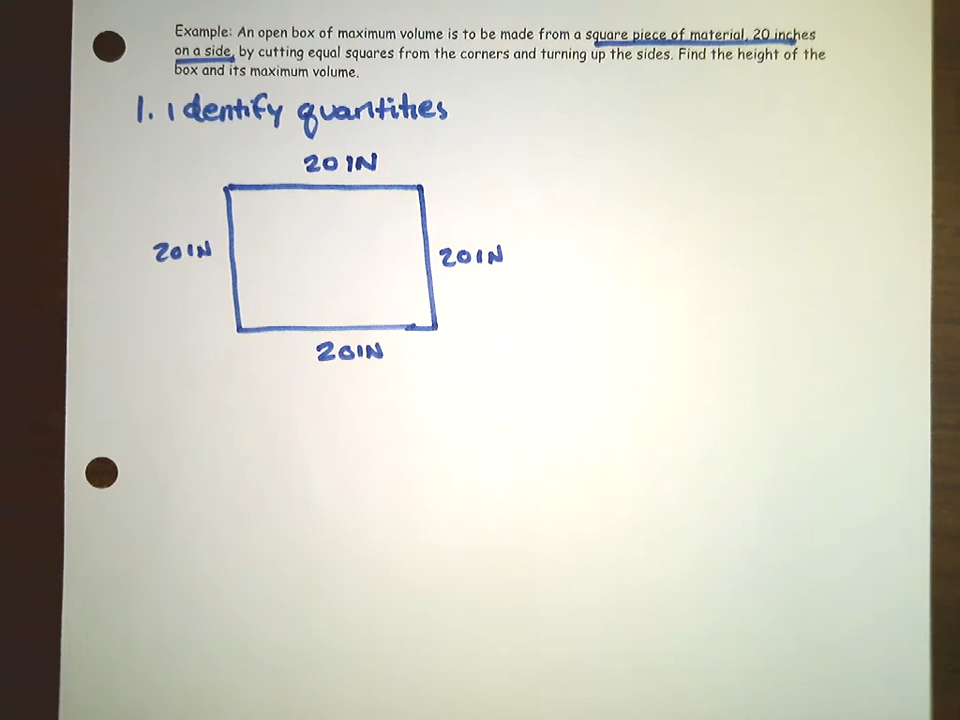 Example: An open box of maximum volume is to be made from a square piece of material, 20 inches
on a side, by cutting equal squares from the corners and turning up the sides. Find the height of the
box and its maximum volume.
1. Identify quantities
20 IN
20 IN
20 IN
20 IN